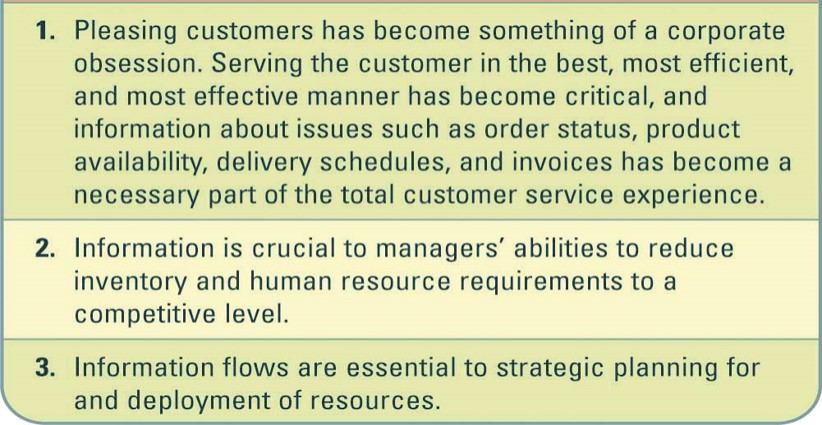 1. Pleasing customers has become something of a corporate
obsession. Serving the customer in the best, most efficient,
and most effective manner has become critical, and
information about issues such as order status, product
availability, delivery schedules, and invoices has become a
necessary part of the total customer service experience.
2. Information is crucial to managers’ abilities to reduce
inventory and human resource requirements to a
competitive level.
3. Information flows are essential to strategic planning for
and deployment of resources.